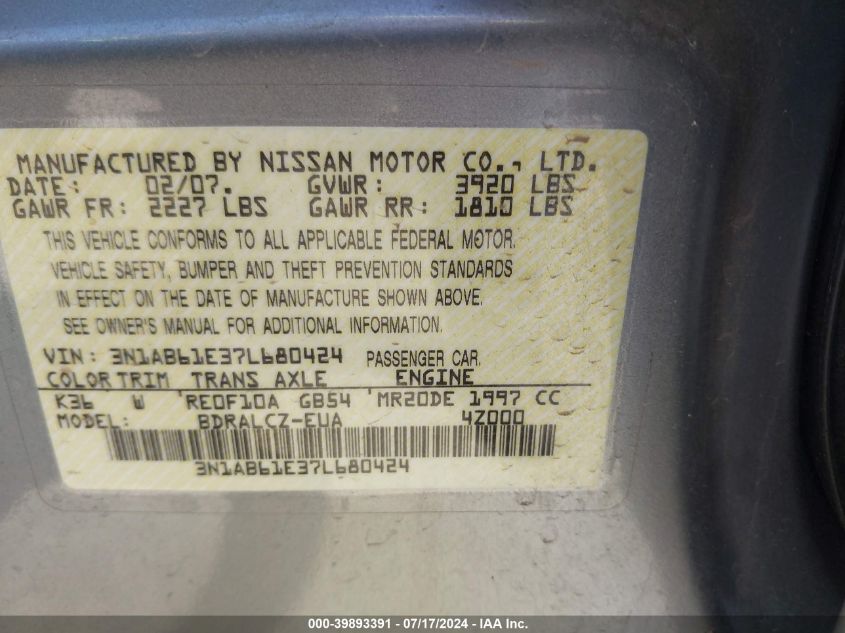 MANUFACTURED BY NISSAN MOTOR CO., LTD.
DATE: 02/07. GVWR: 3920 LBS
GAWR FR: 2227 LBS GAWR RR: 1810 LBS
THIS VEHICLE CONFORMS TO ALL APPLICABLE FEDERAL MOTOR.
VEHICLE SAFETY, BUMPER AND THEFT PREVENTION STANDARDS
IN EFFECT ON THE DATE OF MANUFACTURE SHOWN ABOVE.
SEE OWNER'S MANUAL FOR ADDITIONAL INFORMATION.
VIN: 3N1AB61E37L680424 PASSENGER CAR.
COLOR TRIM TRANS AXLE ENGINE
K36 W 'RE0F10A GB54 'MR20DE 1997 CC
MODEL: BDRALCZ-EUA 4Z000
3N1AB61E37L680424
000-39893391 - 07/17/2024 - IAA Inc.